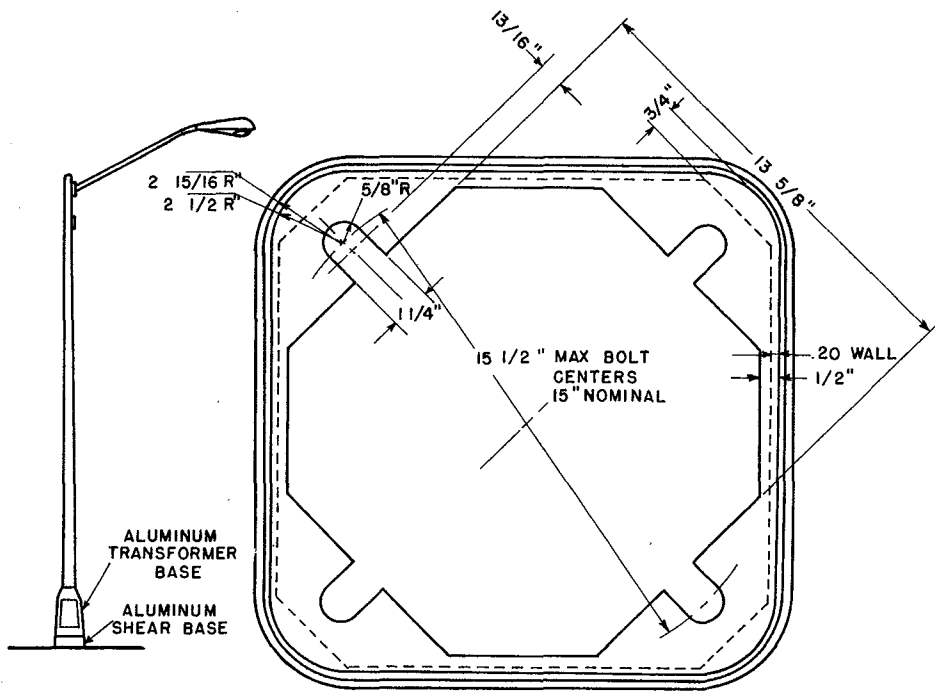 13/16"
3/4"
13 5/8"
2 15/16 R"
2 1/2 R"
5/8"R
1 1/4"
15 1/2" MAX BOLT
CENTERS
15" NOMINAL
.20 WALL
1/2"
ALUMINUM
TRANSFORMER
BASE
ALUMINUM
SHEAR BASE